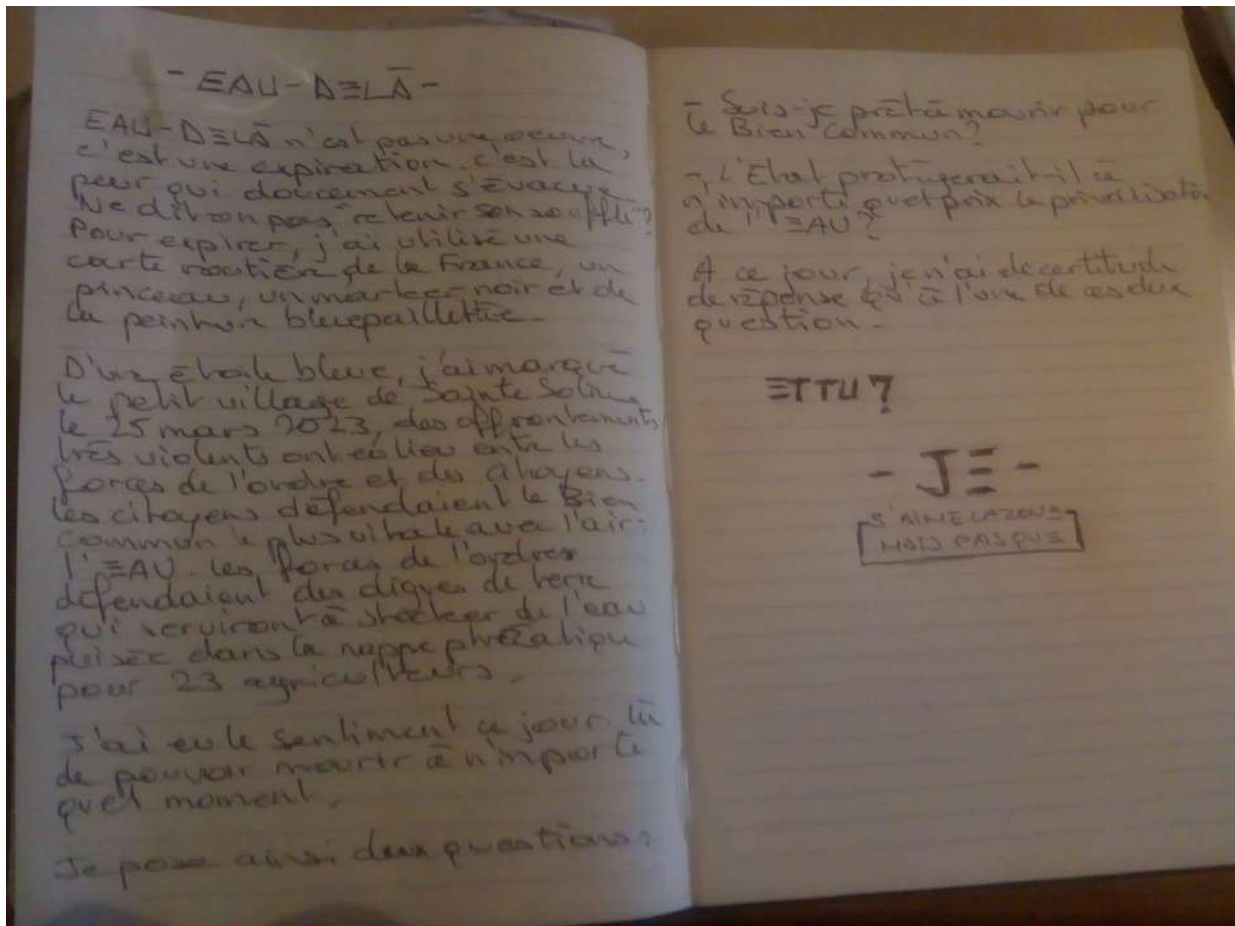 - EAU-DELÀ -
EAU-DELÀ n'est pas une oeuvre,
c'est une expiration. c'est la
peur qui doucement s'évacue.
Ne dit on pas "retenir son souffle"?
Pour expirer, j'ai utilisé une
carte routière de la France, un
pinceau, un marker noir et de
la peinture bleue pailletée.
D'une étoile bleue, j'ai marqué
le petit village de Sainte Soline
le 25 mars 2023, des affrontements
très violents ont eu lieu entre les
forces de l'ordre et des citoyens.
Les citoyens défendaient le Bien
commun le plus vitale avec l'air:
l'EAU. les forces de l'ordres
défendaient des digues de terre
qui serviront à stocker de l'eau
puisée dans la nappe phréatique
pour 23 agriculteurs.
J'ai eu le sentiment ce jour là
de pouvoir mourir à n'importe
quel moment.
Je pose ainsi deux questions:
- Suis-je prêt à mourir pour
le Bien Commun?
- L'Etat protégerait-il à
n'importe quel prix la privatisation
de l'EAU?
A ce jour, je n'ai de certitude
de réponse qu'à l'une de ces deux
question.
ET TU ?
- JE -
S'AIME LA ZONE
MAIS PAS QUE